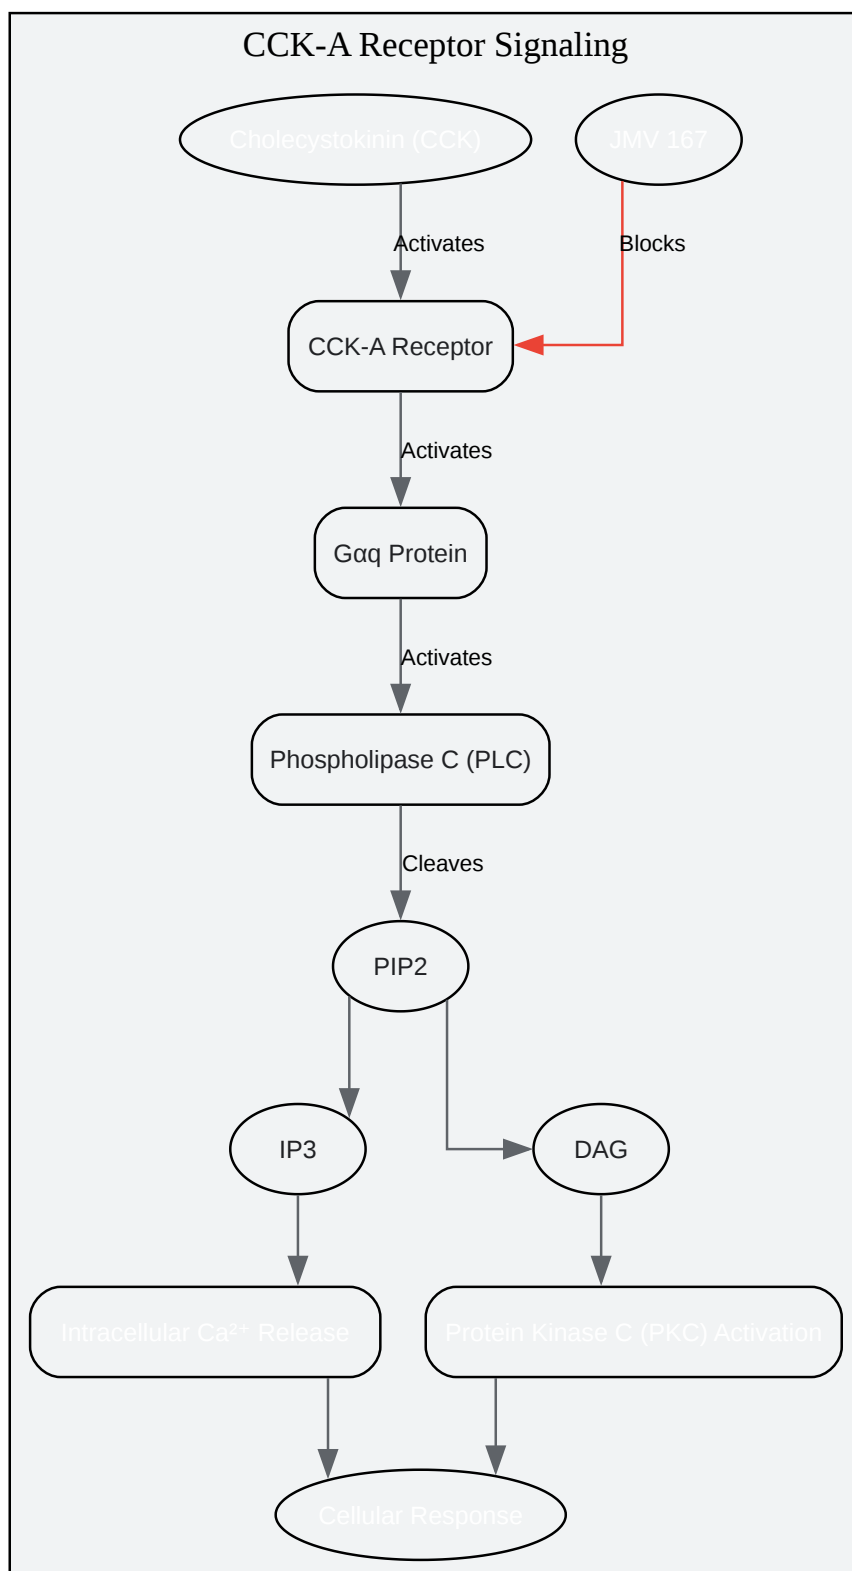 CCK-A Receptor Signaling
Cholecystokinin (CCK)
JMV 167
Activates
Blocks
CCK-A Receptor
Activates
Gαq Protein
Activates
Phospholipase C (PLC)
Cleaves
PIP2
IP3
DAG
Intracellular Ca²⁺ Release
Protein Kinase C (PKC) Activation
Cellular Response